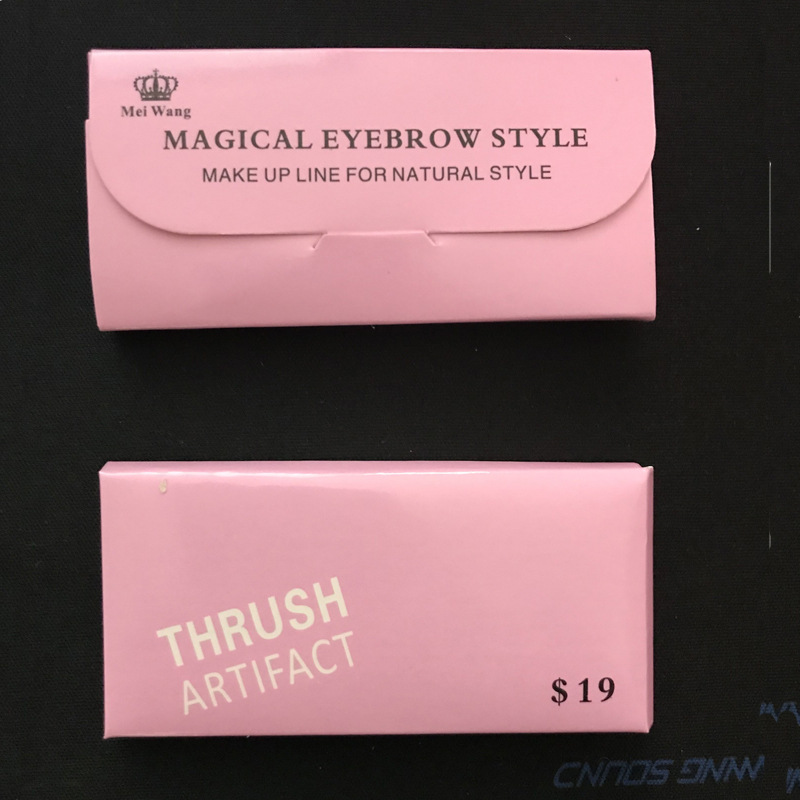 Mei Wang
MAGICAL EYEBROW STYLE
MAKE UP LINE FOR NATURAL STYLE
THRUSH
ARTIFACT
$19